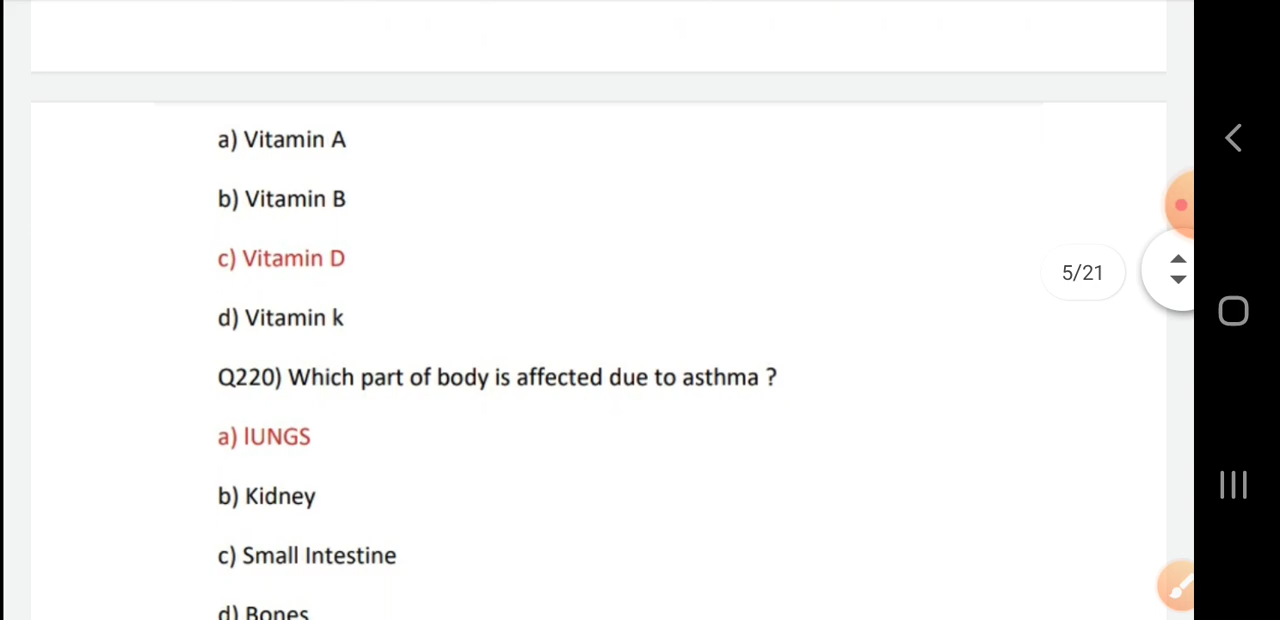 a) Vitamin A
b) Vitamin B
c) Vitamin D
d) Vitamin k
5/21
Q220) Which part of body is affected due to asthma ?
a) lUNGS
b) Kidney
c) Small Intestine
d) Bones